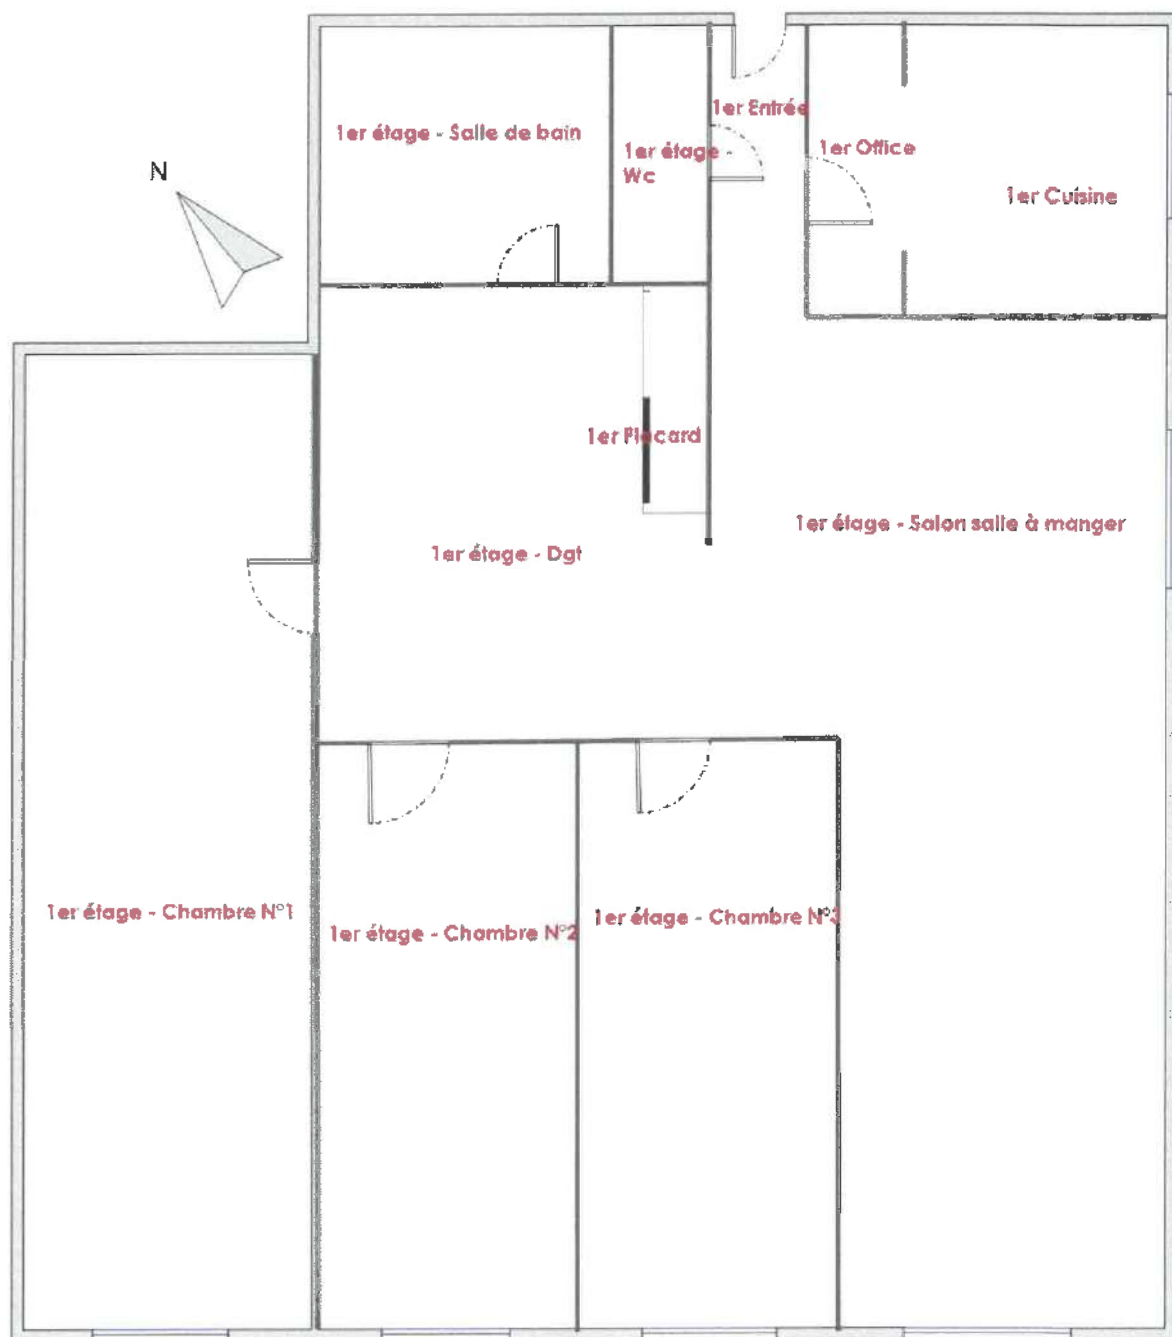 1er Entrée
1er étage - Salle de bain
1er étage -
Wc
1er Office
N
1er Cuisine
1er Placard
1er étage - Salon salle à manger
1er étage - Dgt
1er étage - Chambre N°1
1er étage - Chambre N°2
1er étage - Chambre N°3